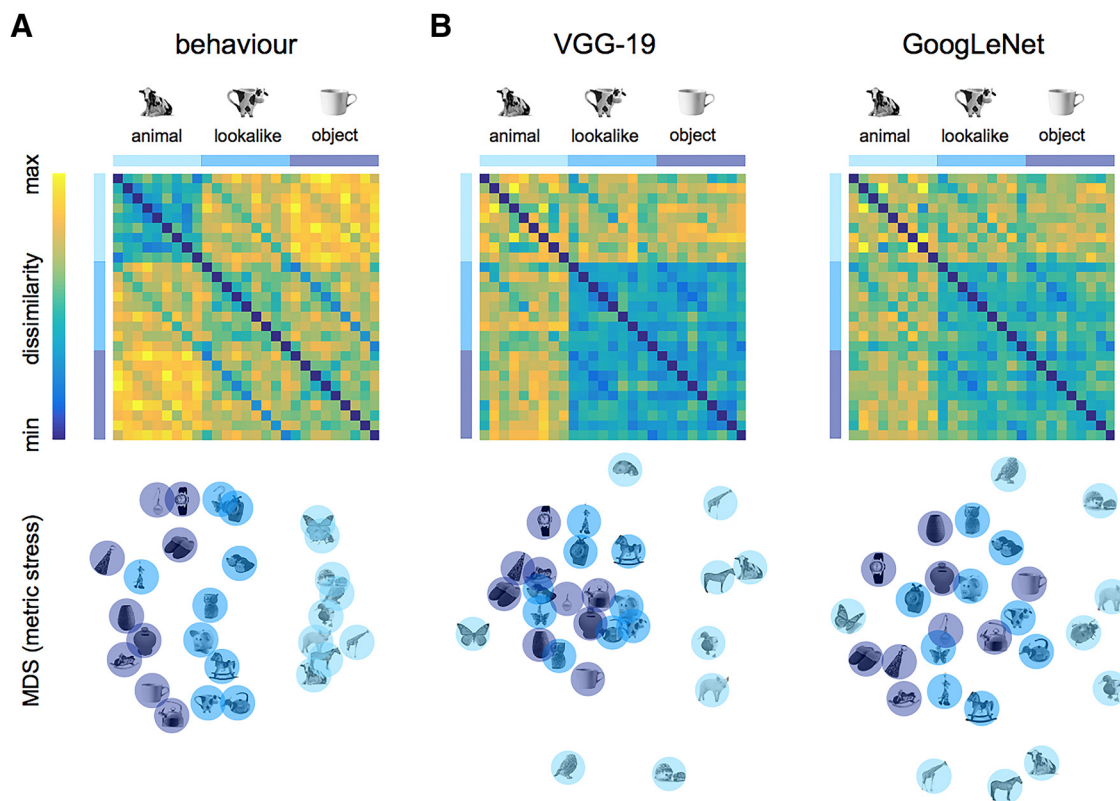 A
behaviour
animal
lookalike
object
max
dissimilarity
min
B
VGG-19
animal
lookalike
object
GoogLeNet
animal
lookalike
object
MDS (metric stress)